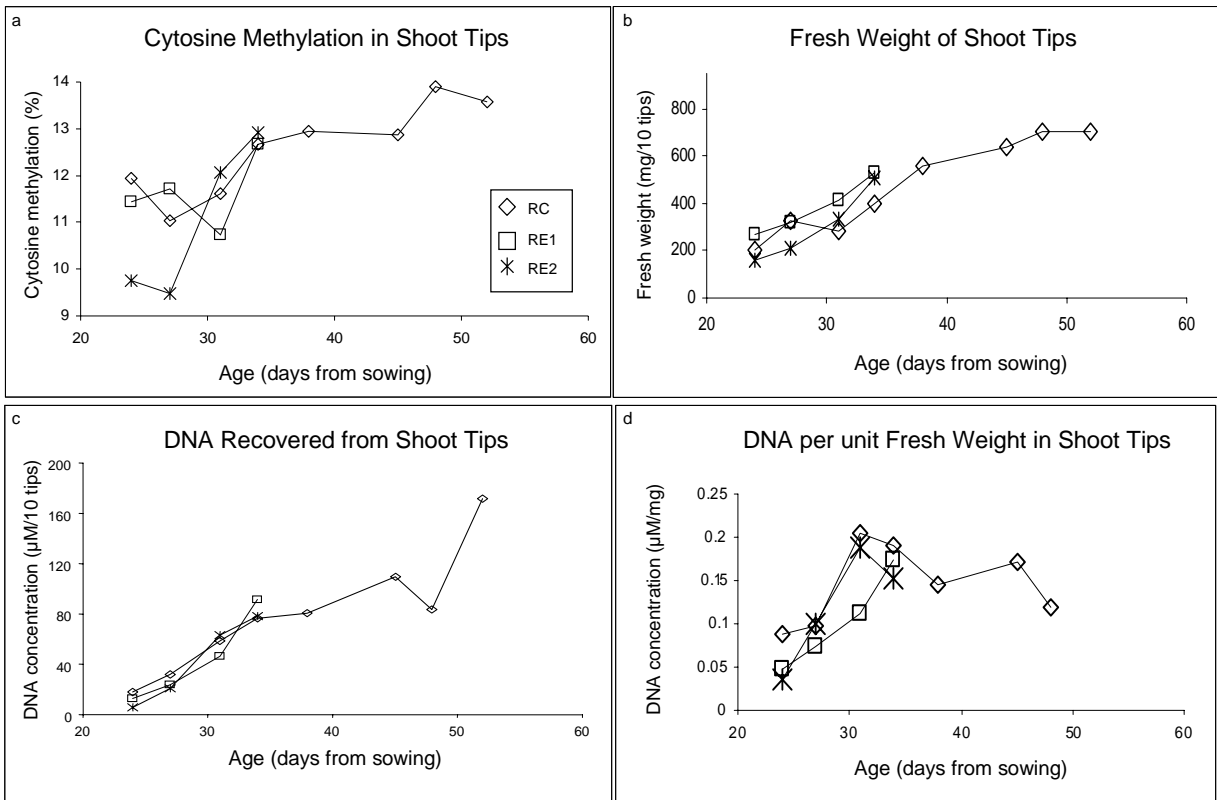 a
Cytosine Methylation in Shoot Tips
14
13
12
11
10
9
Cytosine methylation (%)
20 30 40 50 60
Age (days from sowing)
RC
RE1
RE2
b
Fresh Weight of Shoot Tips
800
600
400
200
0
Fresh weight (mg/10 tips)
20 30 40 50 60
Age (days from sowing)
c
DNA Recovered from Shoot Tips
200
160
120
80
40
0
DNA concentration (µM/10 tips)
20 30 40 50 60
Age (days from sowing)
d
DNA per unit Fresh Weight in Shoot Tips
0.25
0.2
0.15
0.1
0.05
0
DNA concentration (µM/mg)
20 30 40 50 60
Age (days from sowing)